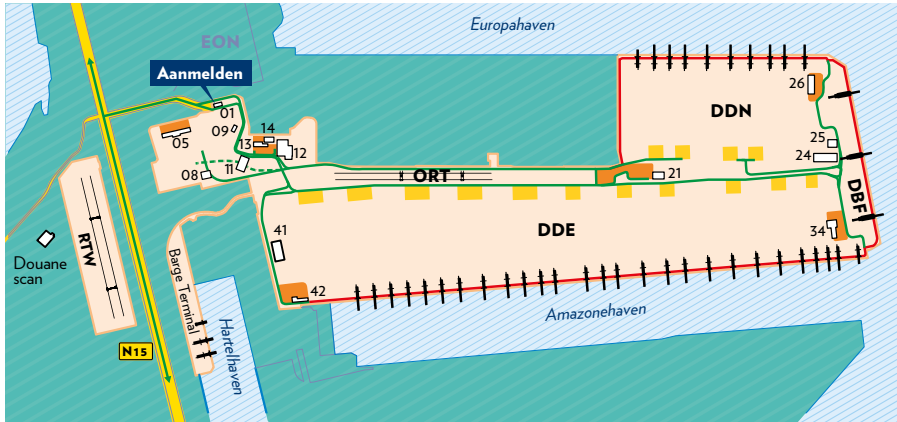 Europahaven
EON
Aanmelden
01
09
05
14
13
12
11
08
ORT
DDN
26
25
24
21
DBF
34
DDE
41
42
RTW
Douane
scan
Barge Terminal
N15
Hartelhaven
Amazonehaven